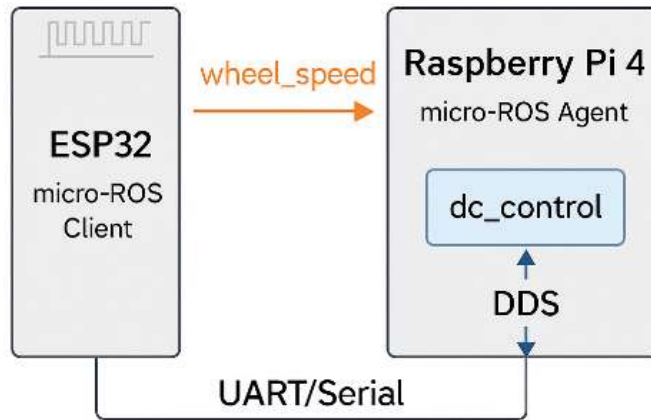 ESP32
micro-ROS
Client
wheel_speed
Raspberry Pi 4
micro-ROS Agent
dc_control
DDS
UART/Serial